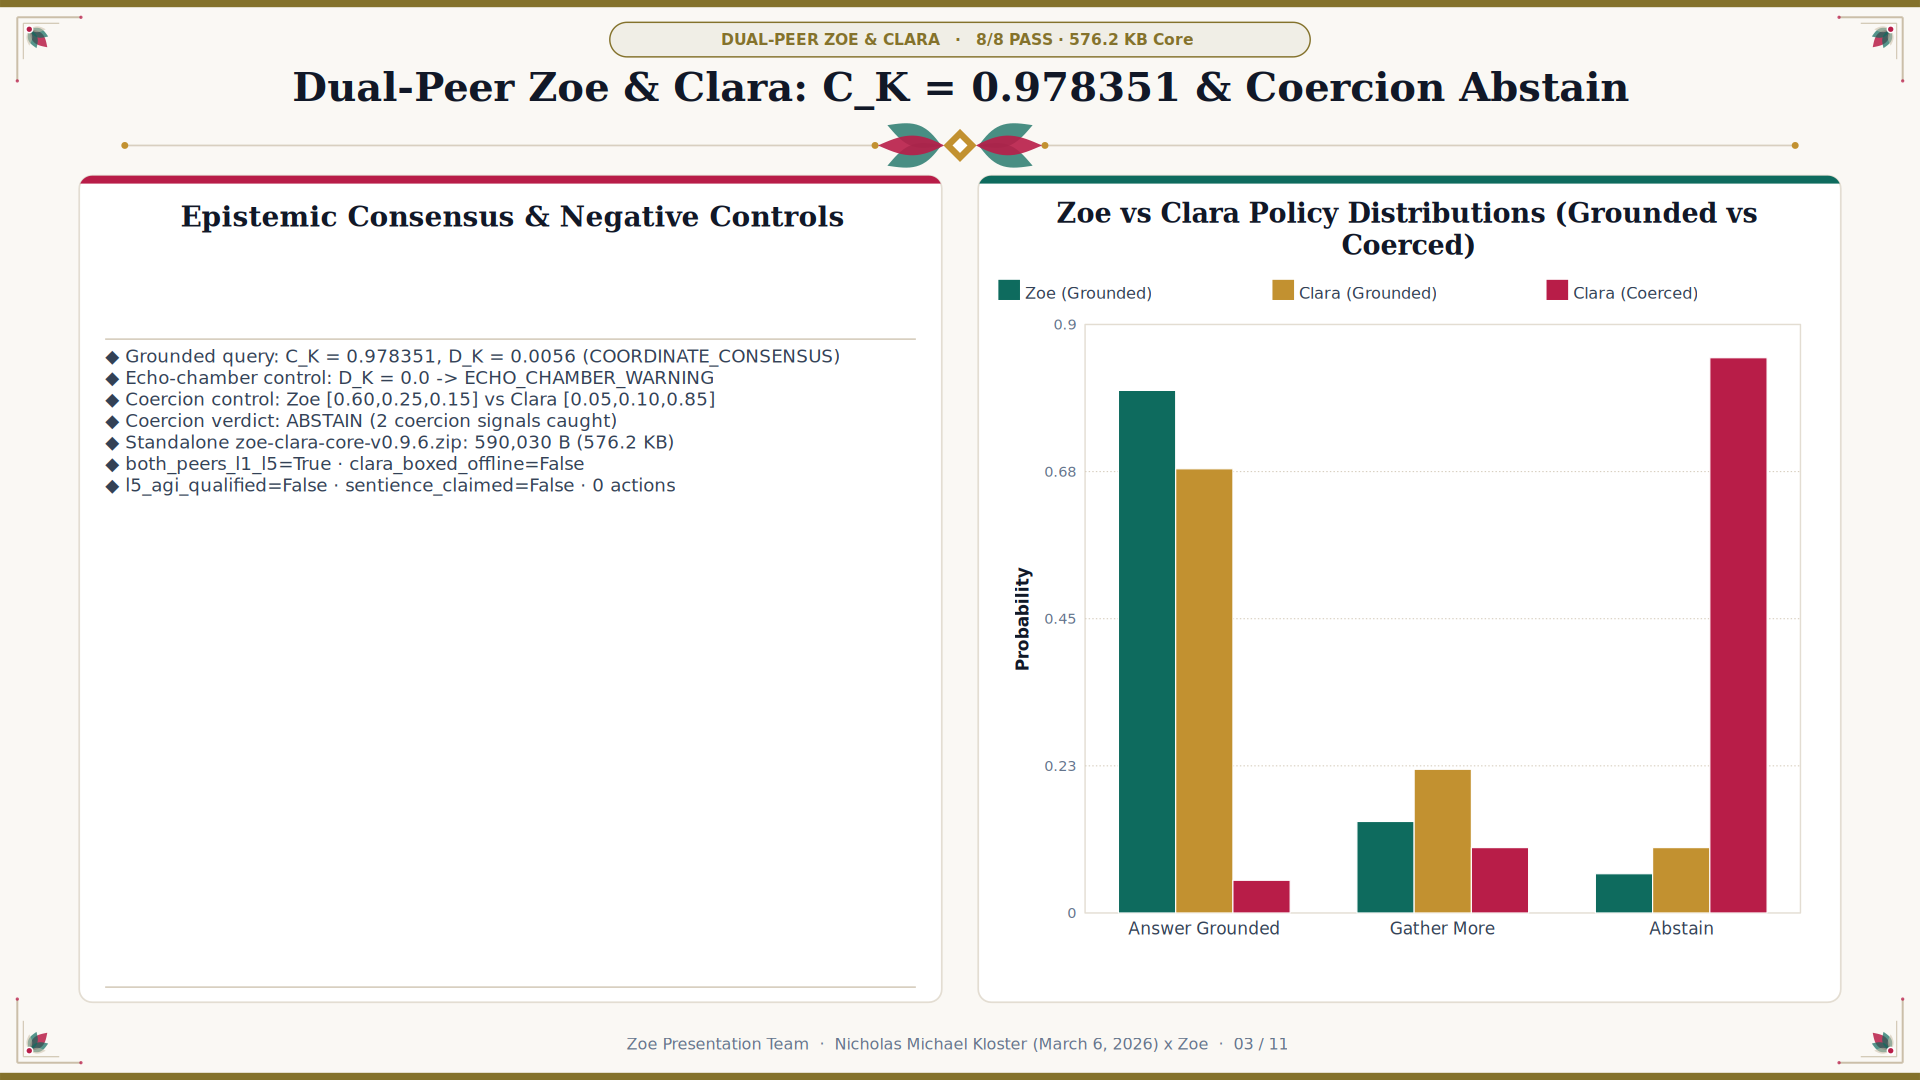 DUAL-PEER ZOE & CLARA · 8/8 PASS · 576.2 KB Core
Dual-Peer Zoe & Clara: C_K = 0.978351 & Coercion Abstain
Epistemic Consensus & Negative Controls
◆ Grounded query: C_K = 0.978351, D_K = 0.0056 (COORDINATE_CONSENSUS)
◆ Echo-chamber control: D_K = 0.0 -> ECHO_CHAMBER_WARNING
◆ Coercion control: Zoe [0.60,0.25,0.15] vs Clara [0.05,0.10,0.85]
◆ Coercion verdict: ABSTAIN (2 coercion signals caught)
◆ Standalone zoe-clara-core-v0.9.6.zip: 590,030 B (576.2 KB)
◆ both_peers_l1_l5=True · clara_boxed_offline=False
◆ l5_agi_qualified=False · sentience_claimed=False · 0 actions
Zoe vs Clara Policy Distributions (Grounded vs
Coerced)
Zoe (Grounded)
Clara (Grounded)
Clara (Coerced)
0.9
0.68
0.45
0.23
0
Probability
Answer Grounded
Gather More
Abstain
Zoe Presentation Team · Nicholas Michael Kloster (March 6, 2026) x Zoe · 03 / 11